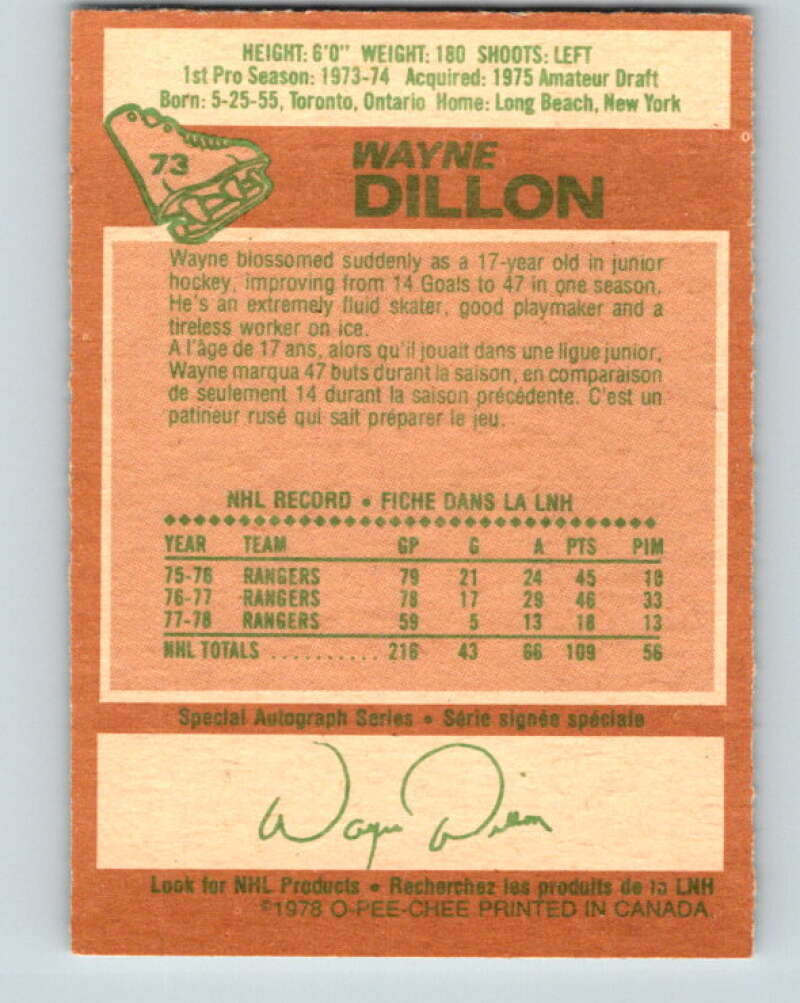 HEIGHT: 6'0" WEIGHT: 180 SHOOTS: LEFT
1st Pro Season: 1973-74 Acquired: 1975 Amateur Draft
Born: 5-25-55, Toronto, Ontario Home: Long Beach, New York
73
WAYNE
DILLON
Wayne blossomed suddenly as a 17-year old in junior
hockey, improving from 14 Goals to 47 in one season.
He's an extremely fluid skater, good playmaker and a
tireless worker on ice.
A l'âge de 17 ans, alors qu'il jouait dans une ligue junior,
Wayne marqua 47 buts durant la saison, en comparaison
de seulement 14 durant la saison précédente. C'est un
patineur rusé qui sait préparer le jeu.
NHL RECORD • FICHE DANS LA LNH
YEAR TEAM GP G A PTS PIM
75-76 RANGERS 79 21 24 45 10
76-77 RANGERS 78 17 29 46 33
77-78 RANGERS 59 5 13 18 13
NHL TOTALS .......... 216 43 66 109 56
Special Autograph Series • Série signée spéciale
Wayne Dillon
Look for NHL Products • Recherchez les produits de la LNH
©1978 O-PEE-CHEE PRINTED IN CANADA